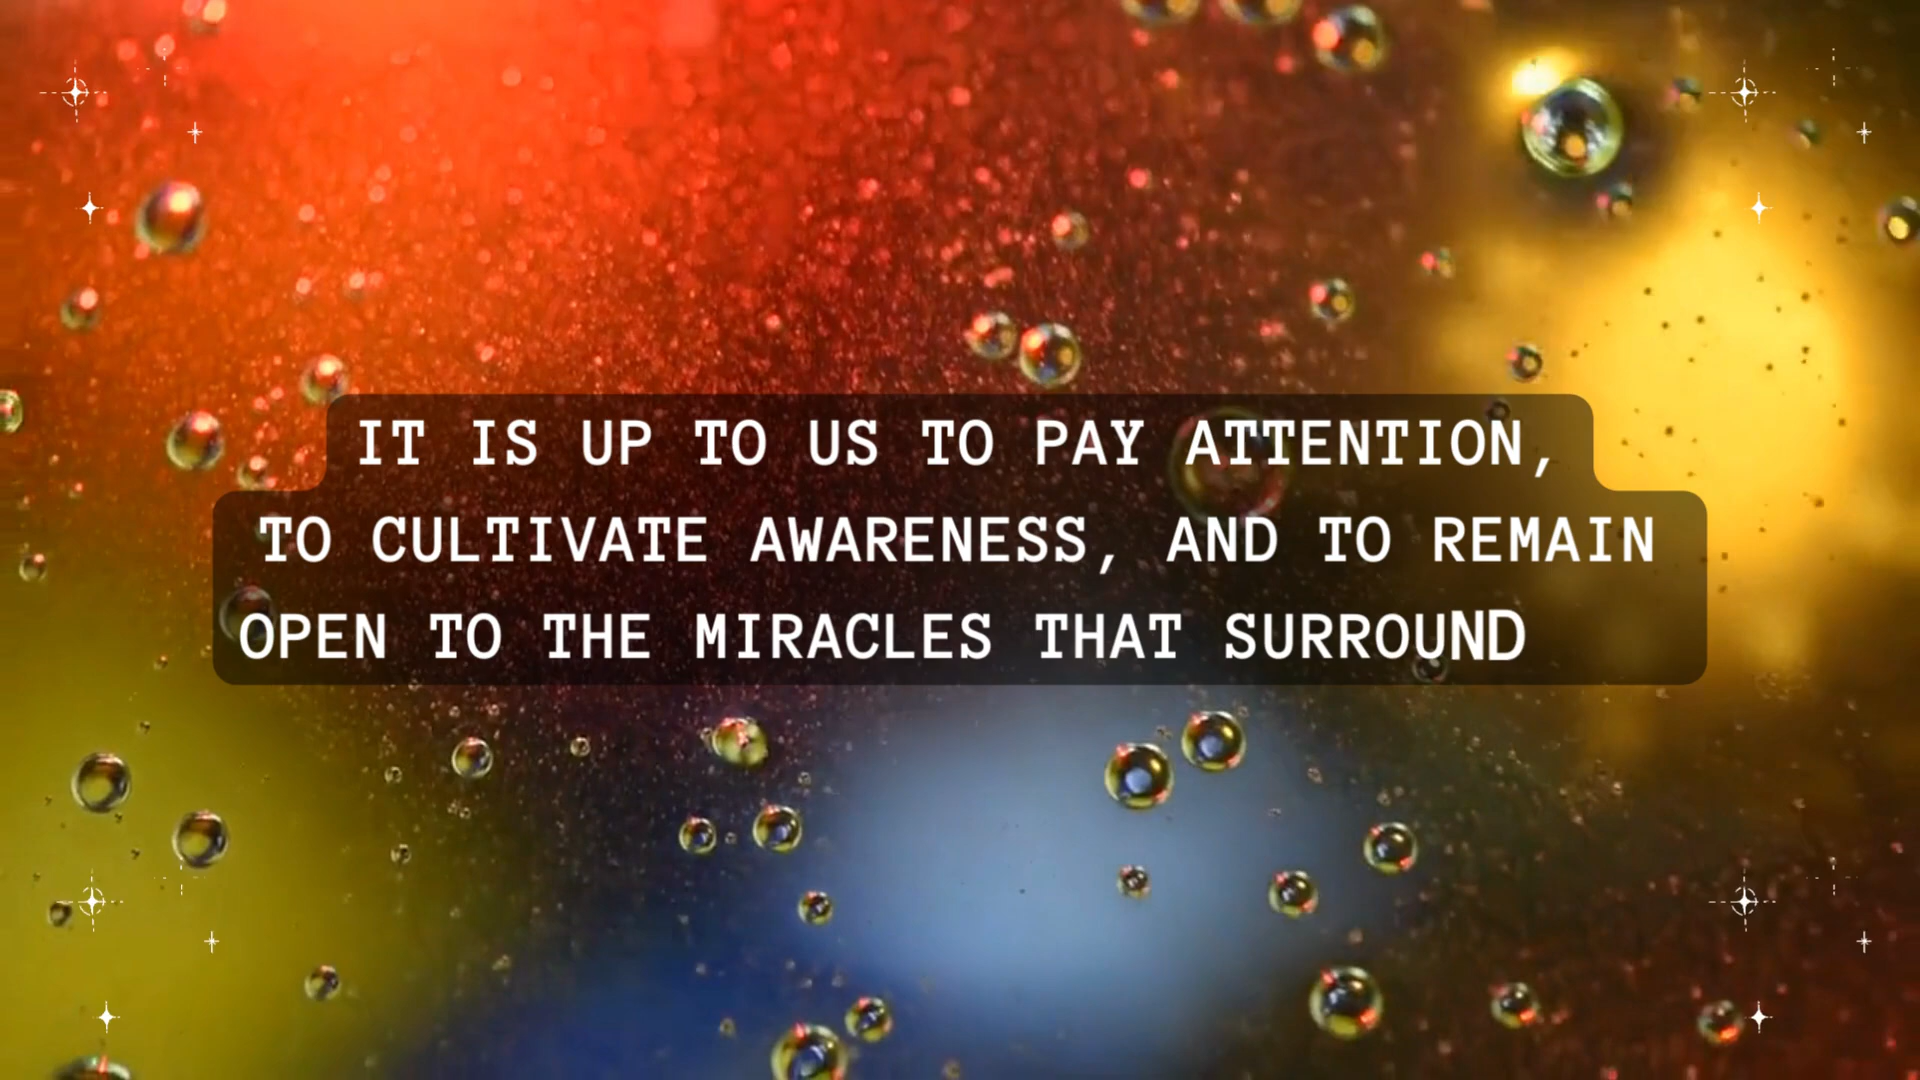 IT IS UP TO US TO PAY ATTENTION,
TO CULTIVATE AWARENESS, AND TO REMAIN
OPEN TO THE MIRACLES THAT SURROUND